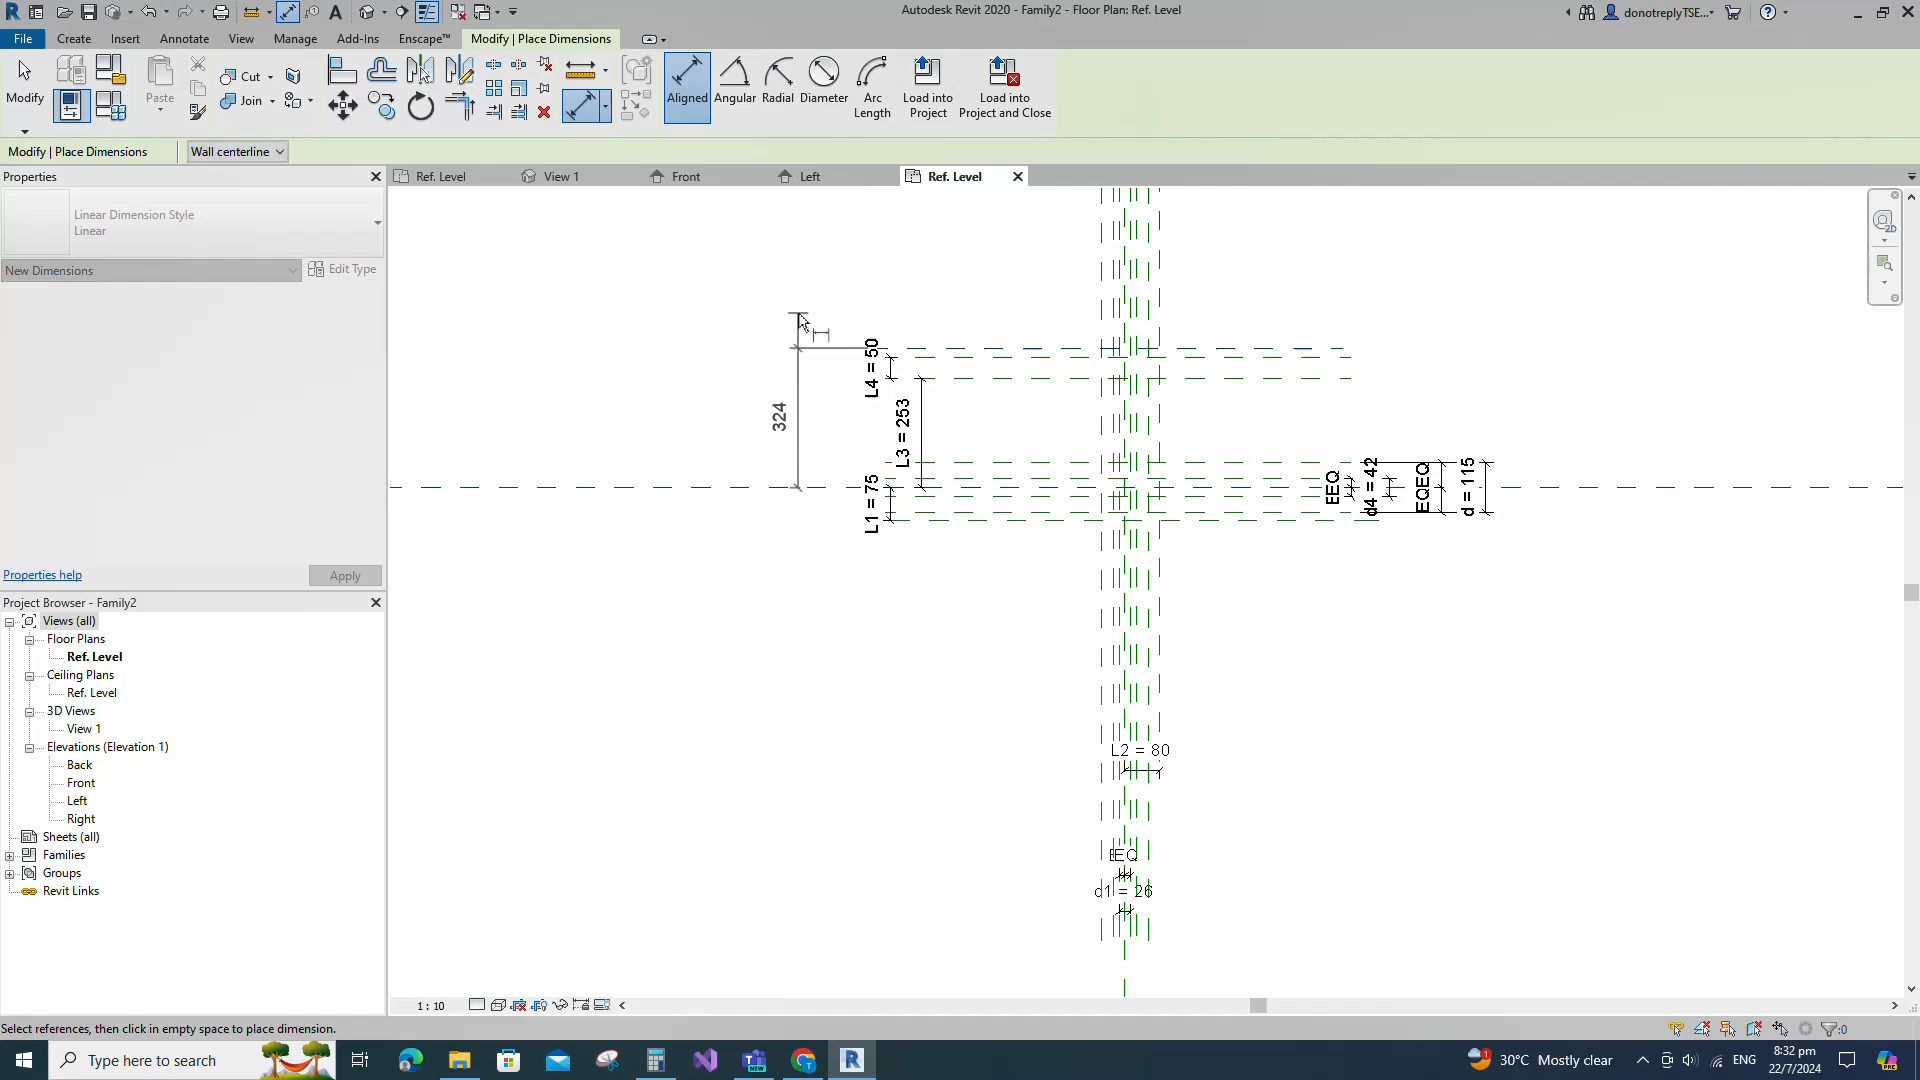 Autodesk Revit 2020 - Family2 - Floor Plan: Ref. Level
donotreplyTSE...
File Create Insert Annotate View Manage Add-Ins Enscape™ Modify | Place Dimensions
Modify
Paste
Cut
Join
Aligned Angular Radial Diameter Arc Length Load into Project Load into Project and Close
Modify | Place Dimensions Wall centerline
Properties
Ref. Level View 1 Front Left Ref. Level
Linear Dimension Style
Linear
New Dimensions Edit Type
2D
324
L4 = 50
L3 = 253
L1 = 75
EEQ
d4 = 42
EQEQ
d = 115
L2 = 80
EEQ
d1 = 26
Properties help Apply
Project Browser - Family2
Views (all)
Floor Plans
Ref. Level
Ceiling Plans
Ref. Level
3D Views
View 1
Elevations (Elevation 1)
Back
Front
Left
Right
Sheets (all)
Families
Groups
Revit Links
1 : 10
Select references, then click in empty space to place dimension.
:0
Type here to search
30°C Mostly clear
ENG
8:32 pm
22/7/2024